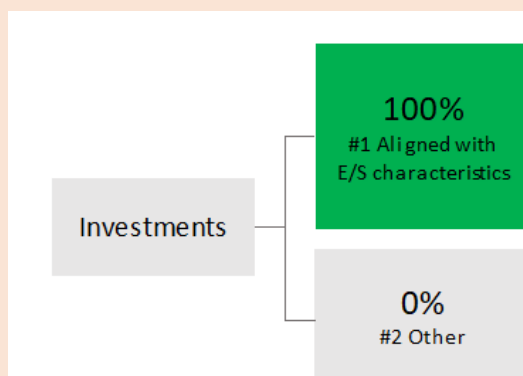 100%
#1 Aligned with
E/S characteristics
Investments
0%
#2 Other